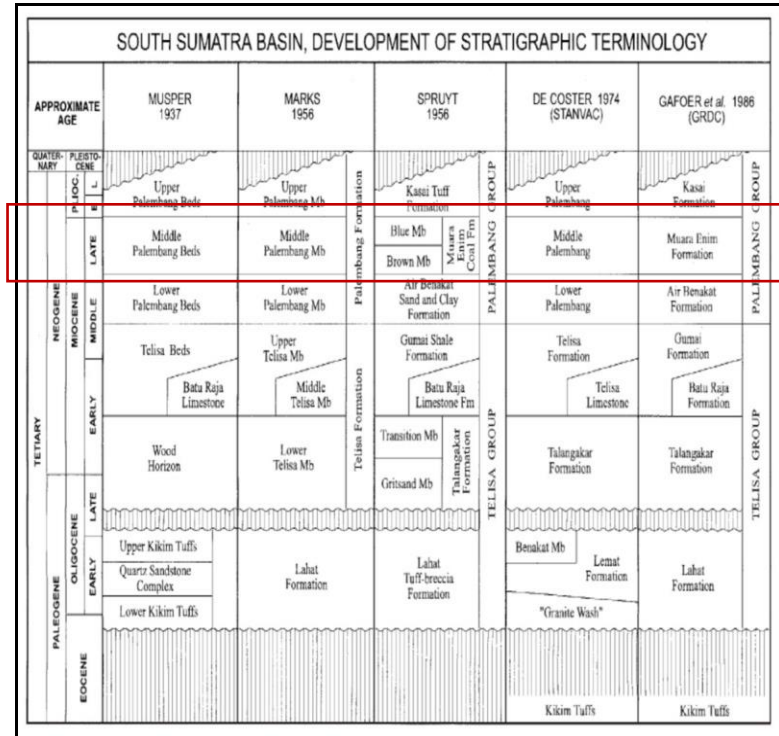 SOUTH SUMATRA BASIN, DEVELOPMENT OF STRATIGRAPHIC TERMINOLOGY
APPROXIMATE
AGE
MUSPER
1937
MARKS
1956
SPRUYT
1956
DE COSTER 1974
(STANVAC)
GAFOER et al. 1986
(GRDC)
QUATER-
NARY
PLEISTO-
CENE
TETIARY
NEOGENE
PALEOGENE
PLIOC.
L
E
MIOCENE
LATE
MIDDLE
EARLY
OLIGOCENE
LATE
EARLY
EOCENE
Upper
Palembang Beds
Middle
Palembang Beds
Lower
Palembang Beds
Telisa Beds
Batu Raja
Limestone
Wood
Horizon
Upper Kikim Tuffs
Quartz Sandstone
Complex
Lower Kikim Tuffs
Upper
Palembang Mb
Middle
Palembang Mb
Lower
Palembang Mb
Upper
Telisa Mb
Middle
Telisa Mb
Lower
Telisa Mb
Lahat
Formation
Palembang Formation
Telisa Formation
Kasai Tuff
Formation
Blue Mb
Brown Mb
Muara
Enim
Coal Fm
Air Benakat
Sand and Clay
Formation
Gumai Shale
Formation
Batu Raja
Limestone Fm
Transition Mb
Gritsand Mb
Talangakar
Formation
Lahat
Tuff-breccia
Formation
PALEMBANG GROUP
TELISA GROUP
Upper
Palembang
Middle
Palembang
Lower
Palembang
Telisa
Formation
Telisa
Limestone
Talangakar
Formation
Benakat Mb
Lemat
Formation
"Granite Wash"
Kikim Tuffs
Kasai
Formation
Muara Enim
Formation
Air Benakat
Formation
Gumai
Formation
Batu Raja
Formation
Talangakar
Formation
Lahat
Formation
Kikim Tuffs
PALEMBANG GROUP
TELISA GROUP